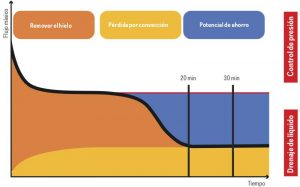 Remover el hielo
Pérdida por convección
Potencial de ahorro
Control de presión
Flujo másico
20 min
30 min
Drenaje de líquido
Tiempo